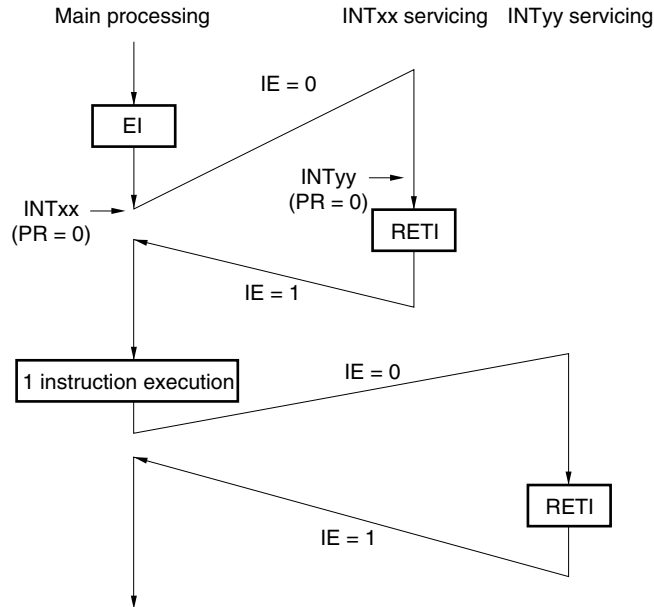 Main processing
INTxx servicing
INTyy servicing
IE = 0
EI
INTyy
(PR = 0)
INTxx
(PR = 0)
RETI
IE = 1
1 instruction execution
IE = 0
RETI
IE = 1